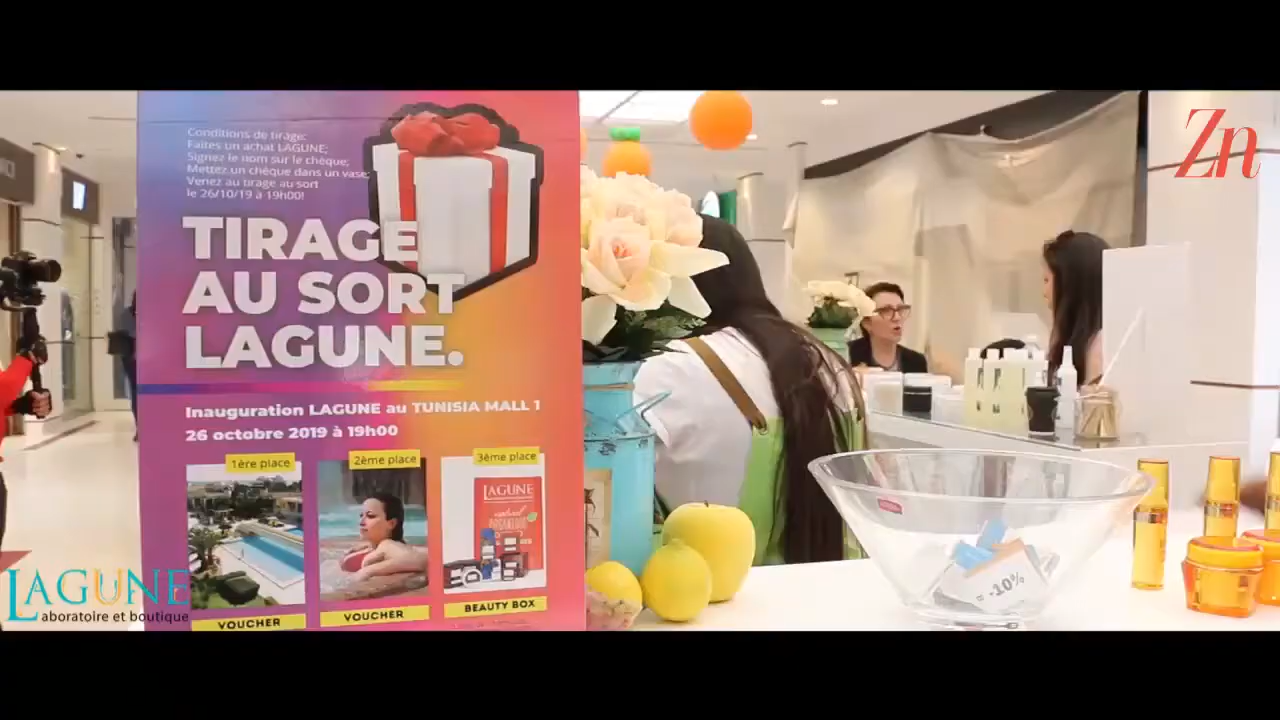 Conditions de tirage:
Faites un achat LAGUNE;
Signez le nom sur le chèque;
Mettez un chèque dans un vase;
Venez au tirage au sort
le 26/10/19 à 19h00!
TIRAGE
AU SORT
LAGUNE.
Inauguration LAGUNE au TUNISIA MALL 1
26 octobre 2019 à 19h00
1ère place
2ème place
3ème place
LAGUNE
natural
VOUCHER
VOUCHER
BEAUTY BOX
= -10%
Zn
LAGUNE
Laboratoire et boutique